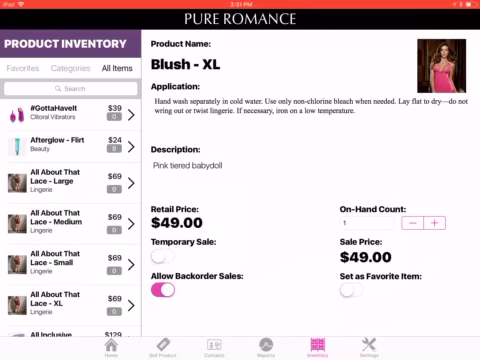 iPad
3:31 PM
PURE ROMANCE
PRODUCT INVENTORY
Favorites Categories All Items
Search
#GottaHaveIt
Clitoral Vibrators
$39
0
Afterglow - Flirt
Beauty
$24
8
All About That
Lace - Large
Lingerie
$69
0
All About That
Lace - Medium
Lingerie
$69
0
All About That
Lace - Small
Lingerie
$69
0
All About That
Lace - XL
Lingerie
$69
0
All Inclusive
$129
Product Name:
Blush - XL
Application:
Hand wash separately in cold water. Use only non-chlorine bleach when needed. Lay flat to dry—do not
wring out or twist lingerie. If necessary, iron on a low temperature.
Description:
Pink tiered babydoll
Retail Price:
$49.00
On-Hand Count:
1
Temporary Sale:
Sale Price:
$49.00
Allow Backorder Sales:
Set as Favorite Item:
Home
Sell Product
Contacts
Reports
Inventory
Settings